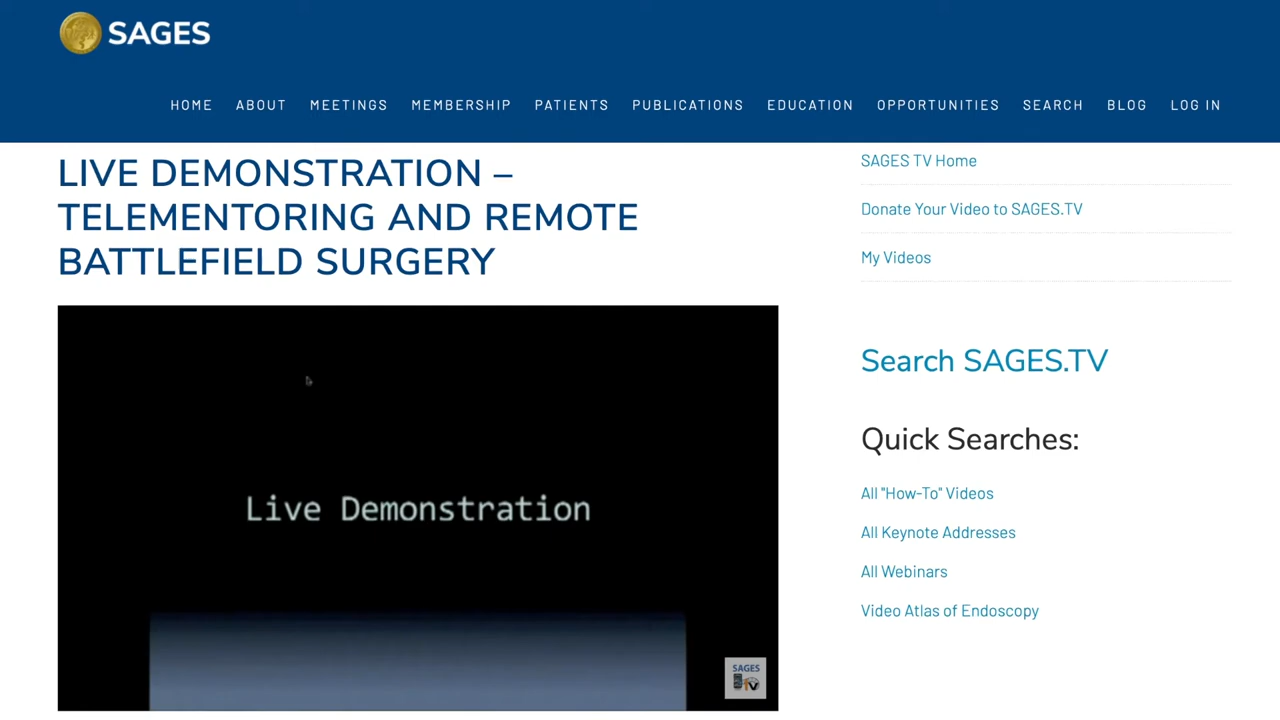 SAGES
HOME ABOUT MEETINGS MEMBERSHIP PATIENTS PUBLICATIONS EDUCATION OPPORTUNITIES SEARCH BLOG LOG IN
LIVE DEMONSTRATION –
TELEMENTORING AND REMOTE
BATTLEFIELD SURGERY
Live Demonstration
SAGES
TV
SAGES TV Home
Donate Your Video to SAGES.TV
My Videos
Search SAGES.TV
Quick Searches:
All "How-To" Videos
All Keynote Addresses
All Webinars
Video Atlas of Endoscopy